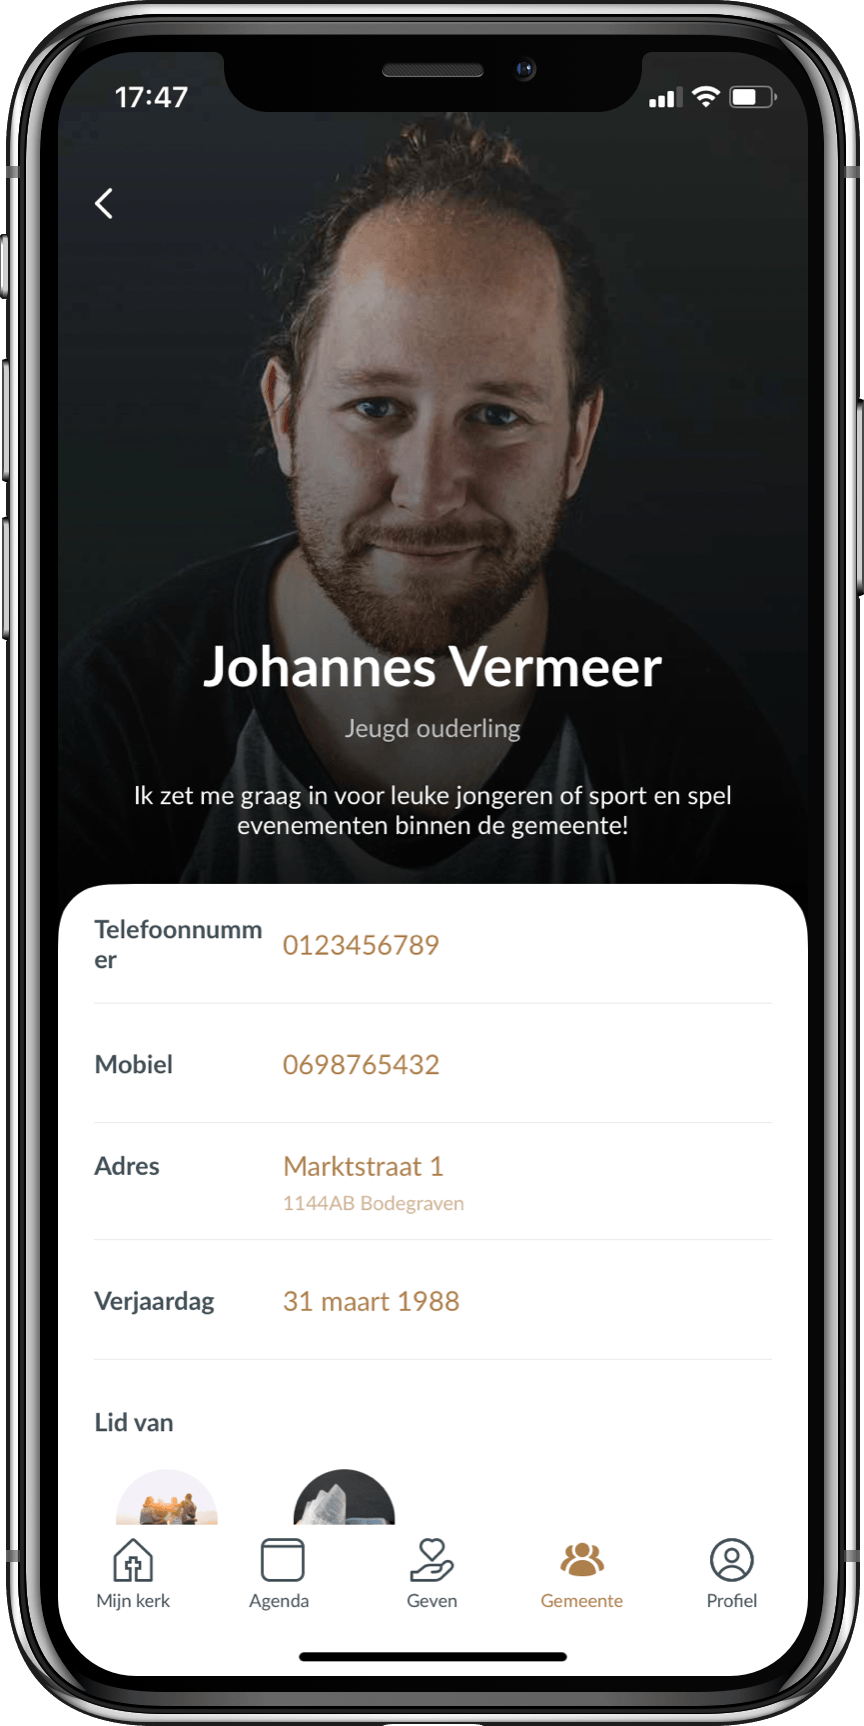 17:47
Johannes Vermeer
Jeugd ouderling
Ik zet me graag in voor leuke jongeren of sport en spel
evenementen binnen de gemeente!
Telefoonnumm
er
0123456789
Mobiel
0698765432
Adres
Marktstraat 1
1144AB Bodegraven
Verjaardag
31 maart 1988
Lid van
Mijn kerk
Agenda
Geven
Gemeente
Profiel